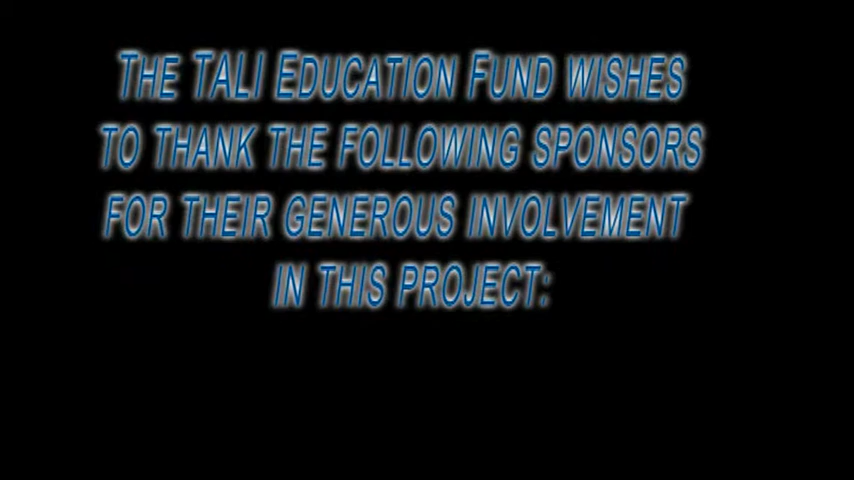 The TALI Education Fund wishes
to thank the following sponsors
for their generous involvement
in this project: